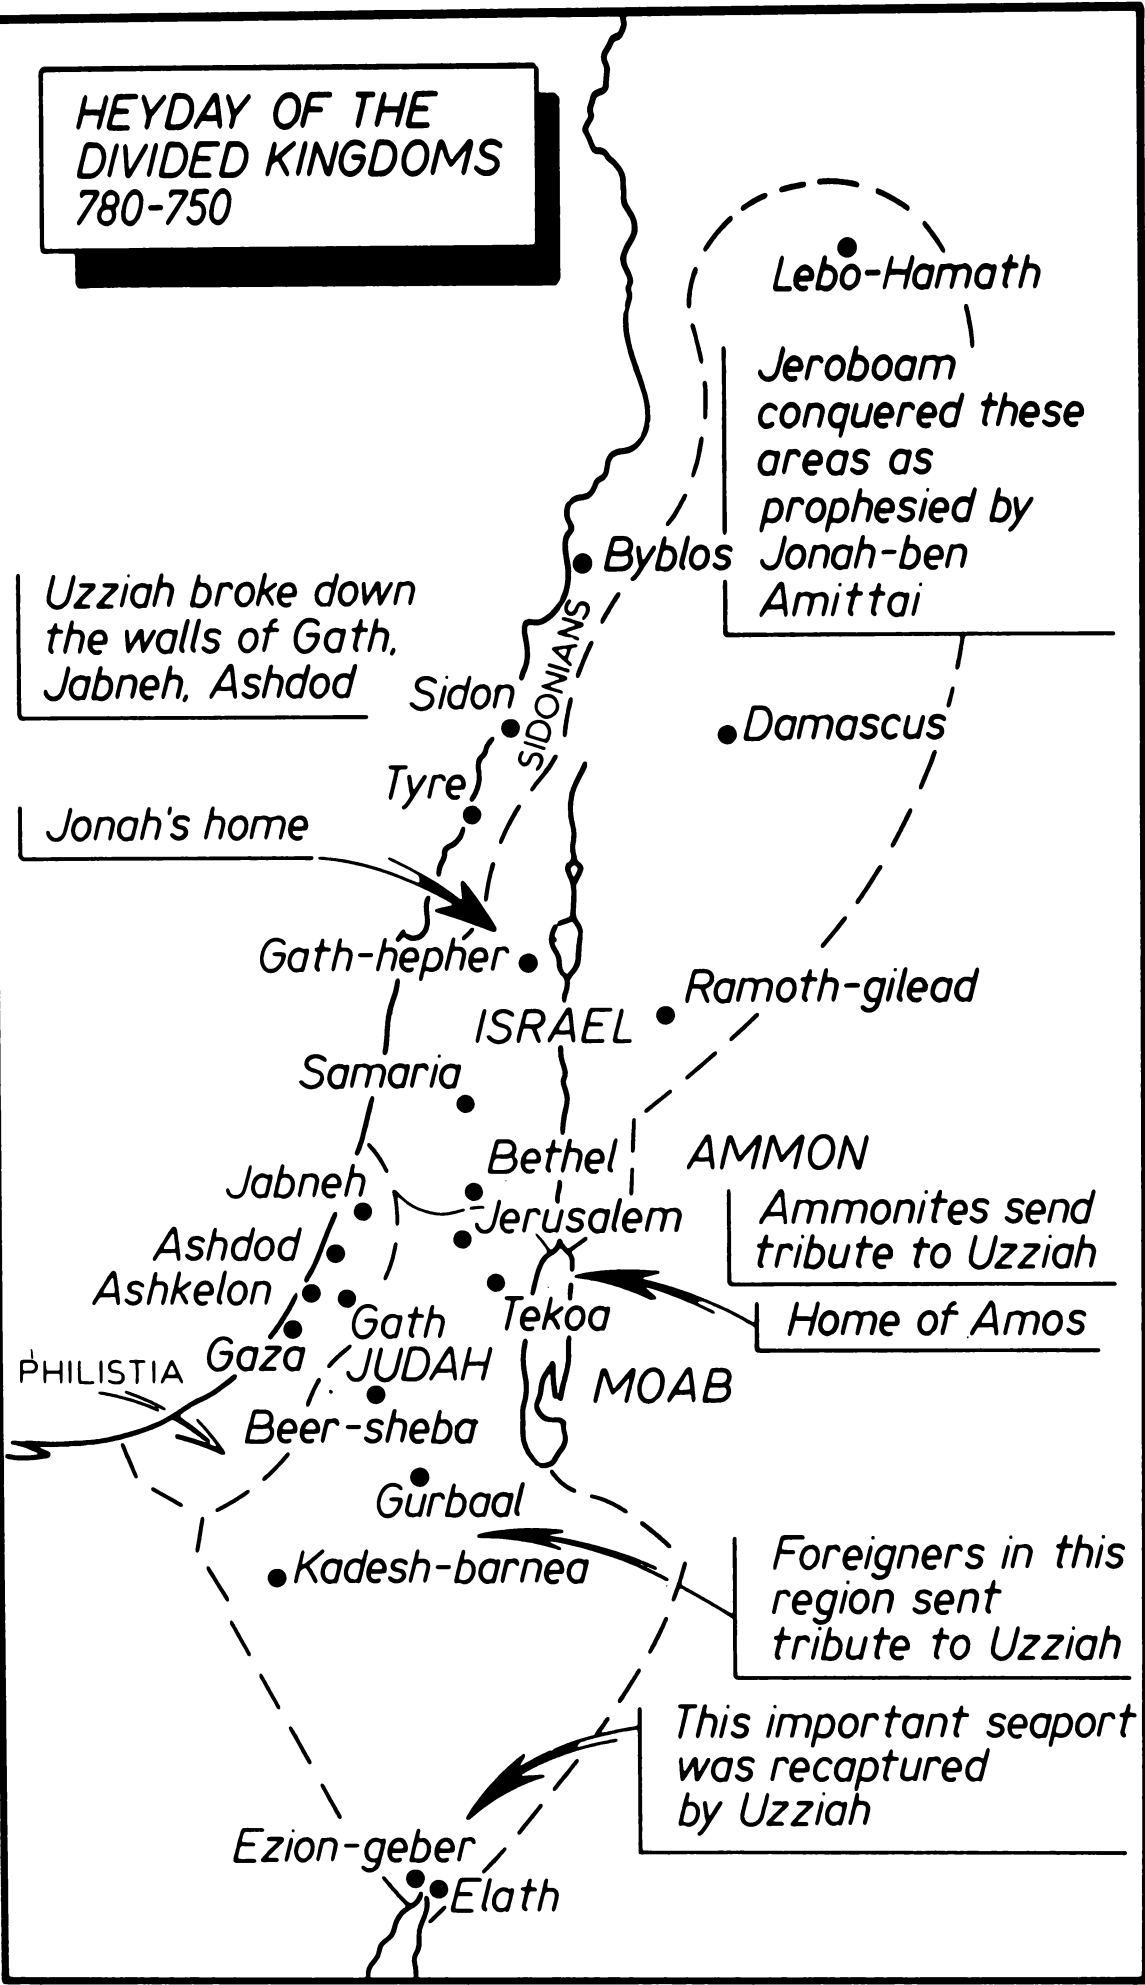 HEYDAY OF THE
DIVIDED KINGDOMS
780-750
Lebo-Hamath
Jeroboam
conquered these
areas as
prophesied by
Jonah-ben
Amittai
Byblos
Uzziah broke down
the walls of Gath,
Jabneh, Ashdod
SIDONIANS
Sidon
Damascus
Tyre
Jonah's home
Gath-hepher
Ramoth-gilead
ISRAEL
Samaria
Bethel
AMMON
Jabneh
Jerusalem
Ammonites send
tribute to Uzziah
Ashdod
Ashkelon
Gath
Tekoa
Home of Amos
Gaza
PHILISTIA
JUDAH
MOAB
Beer-sheba
Gurbaal
Kadesh-barnea
Foreigners in this
region sent
tribute to Uzziah
This important seaport
was recaptured
by Uzziah
Ezion-geber
Elath